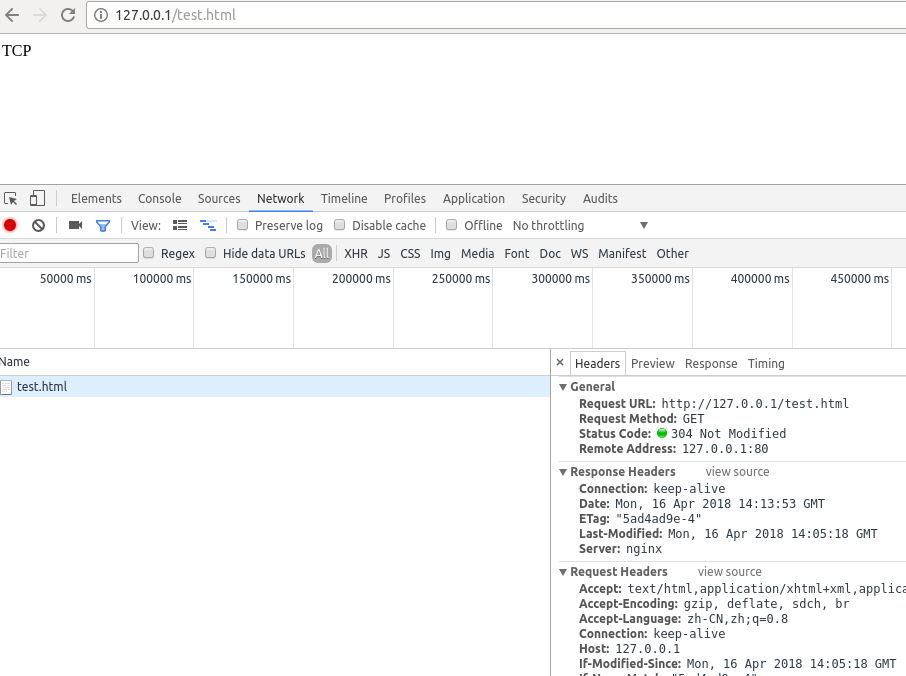 127.0.0.1/test.html
TCP
Elements Console Sources Network Timeline Profiles Application Security Audits
View: Preserve log Disable cache Offline No throttling
Filter Regex Hide data URLs All XHR JS CSS Img Media Font Doc WS Manifest Other
50000 ms 100000 ms 150000 ms 200000 ms 250000 ms 300000 ms 350000 ms 400000 ms 450000 ms
Name
test.html
× Headers Preview Response Timing
General
Request URL: http://127.0.0.1/test.html
Request Method: GET
Status Code: 304 Not Modified
Remote Address: 127.0.0.1:80
Response Headers view source
Connection: keep-alive
Date: Mon, 16 Apr 2018 14:13:53 GMT
ETag: "5ad4ad9e-4"
Last-Modified: Mon, 16 Apr 2018 14:05:18 GMT
Server: nginx
Request Headers view source
Accept: text/html,application/xhtml+xml,applica
Accept-Encoding: gzip, deflate, sdch, br
Accept-Language: zh-CN,zh;q=0.8
Connection: keep-alive
Host: 127.0.0.1
If-Modified-Since: Mon, 16 Apr 2018 14:05:18 GMT